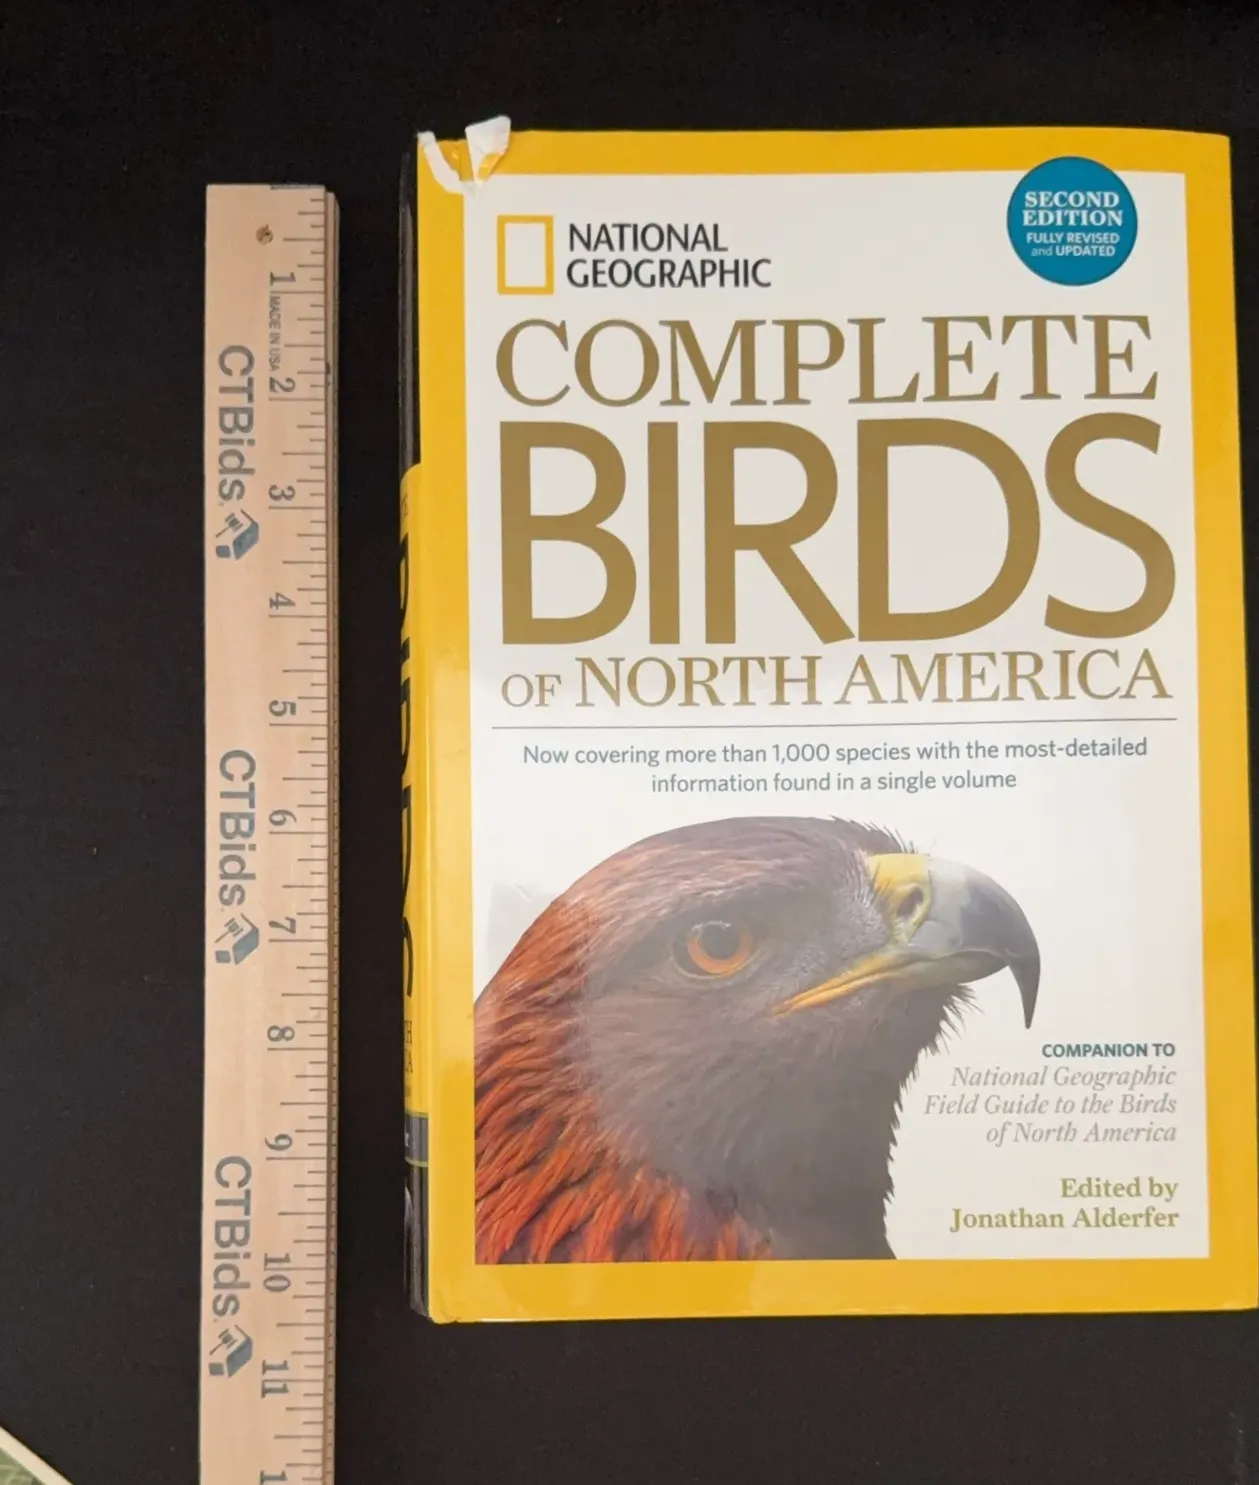 NATIONAL
GEOGRAPHIC
SECOND
EDITION
FULLY REVISED
and UPDATED
COMPLETE
BIRDS
OF NORTH AMERICA
Now covering more than 1,000 species with the most-detailed
information found in a single volume
COMPANION TO
National Geographic
Field Guide to the Birds
of North America
Edited by
Jonathan Alderfer
1
MADE IN USA
2
3
4
5
6
7
8
9
10
11
CTBids
CTBids
CTBids